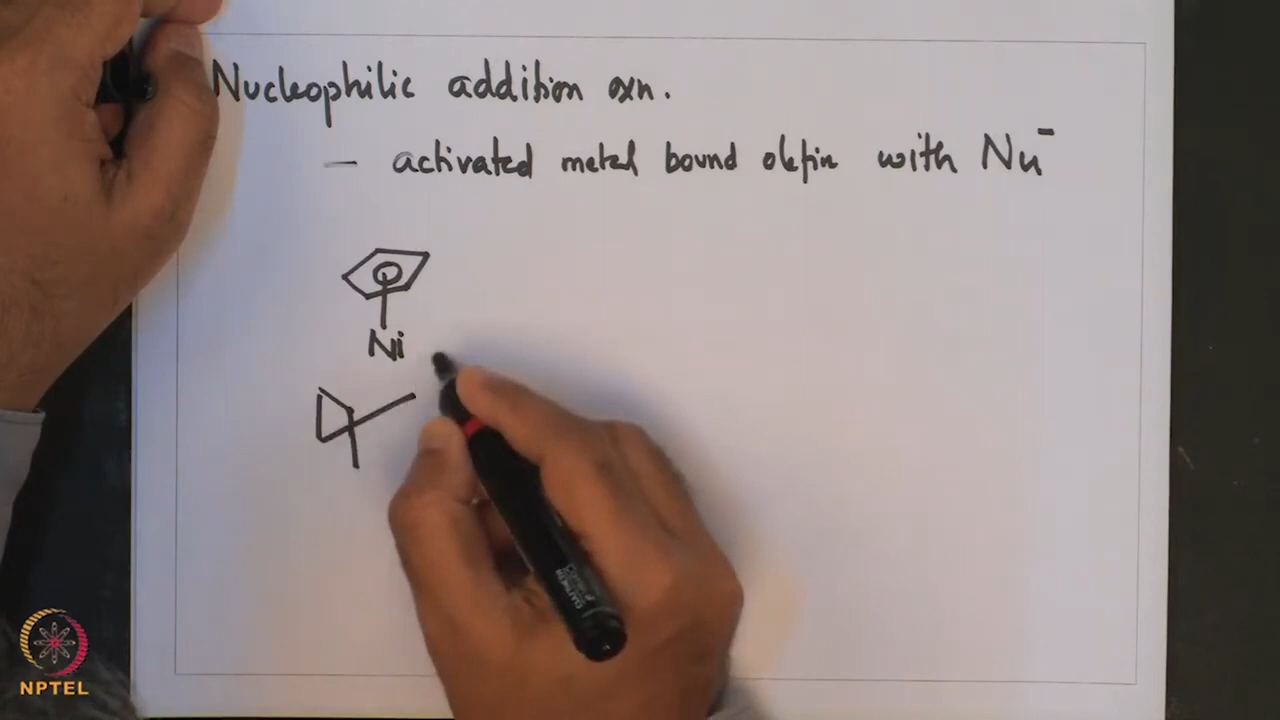 Nucleophilic addition rxn.
— activated metal bound olefin with Nu⁻
Ni
NPTEL